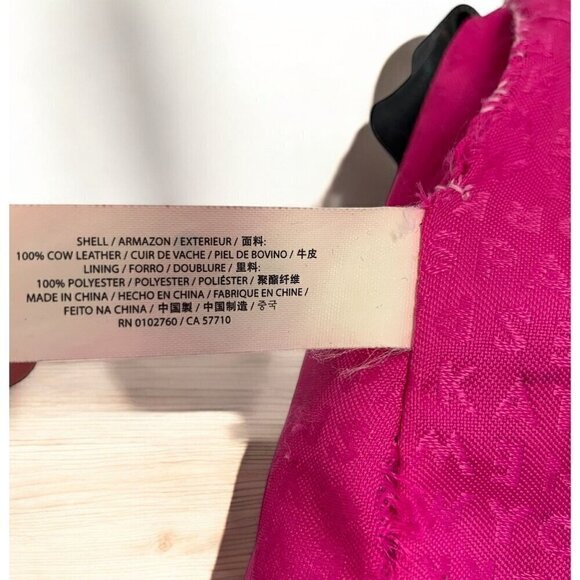 SHELL / ARMAZON / EXTERIEUR / 面料:
100% COW LEATHER / CUIR DE VACHE / PIEL DE BOVINO / 牛皮
LINING / FORRO / DOUBLURE / 里料:
100% POLYESTER / POLYESTER / POLIÉSTER / 聚酯纤维
MADE IN CHINA / HECHO EN CHINA / FABRIQUE EN CHINE /
FEITO NA CHINA / 中国製 / 中国制造 / 중국
RN 0102760 / CA 57710